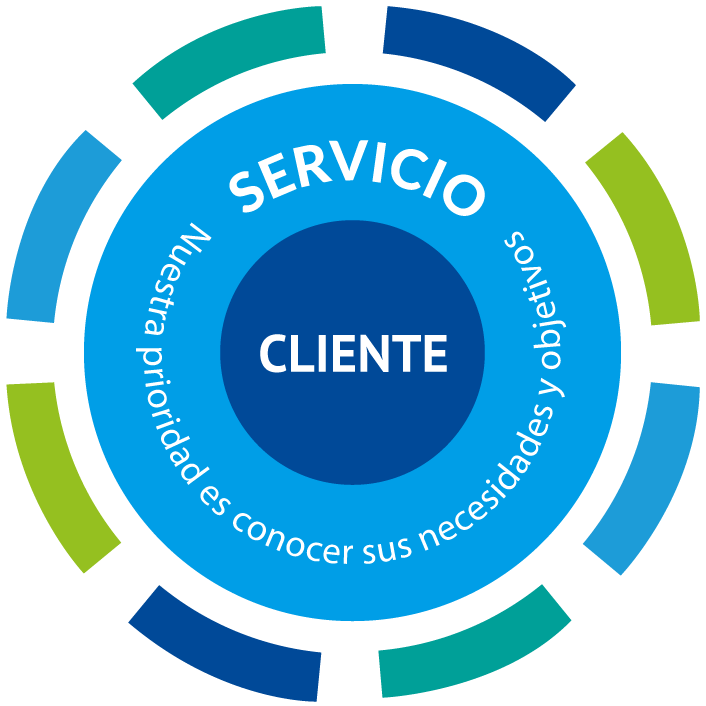 SERVICIO
CLIENTE
Nuestra prioridad es conocer sus necesidades y objetivos